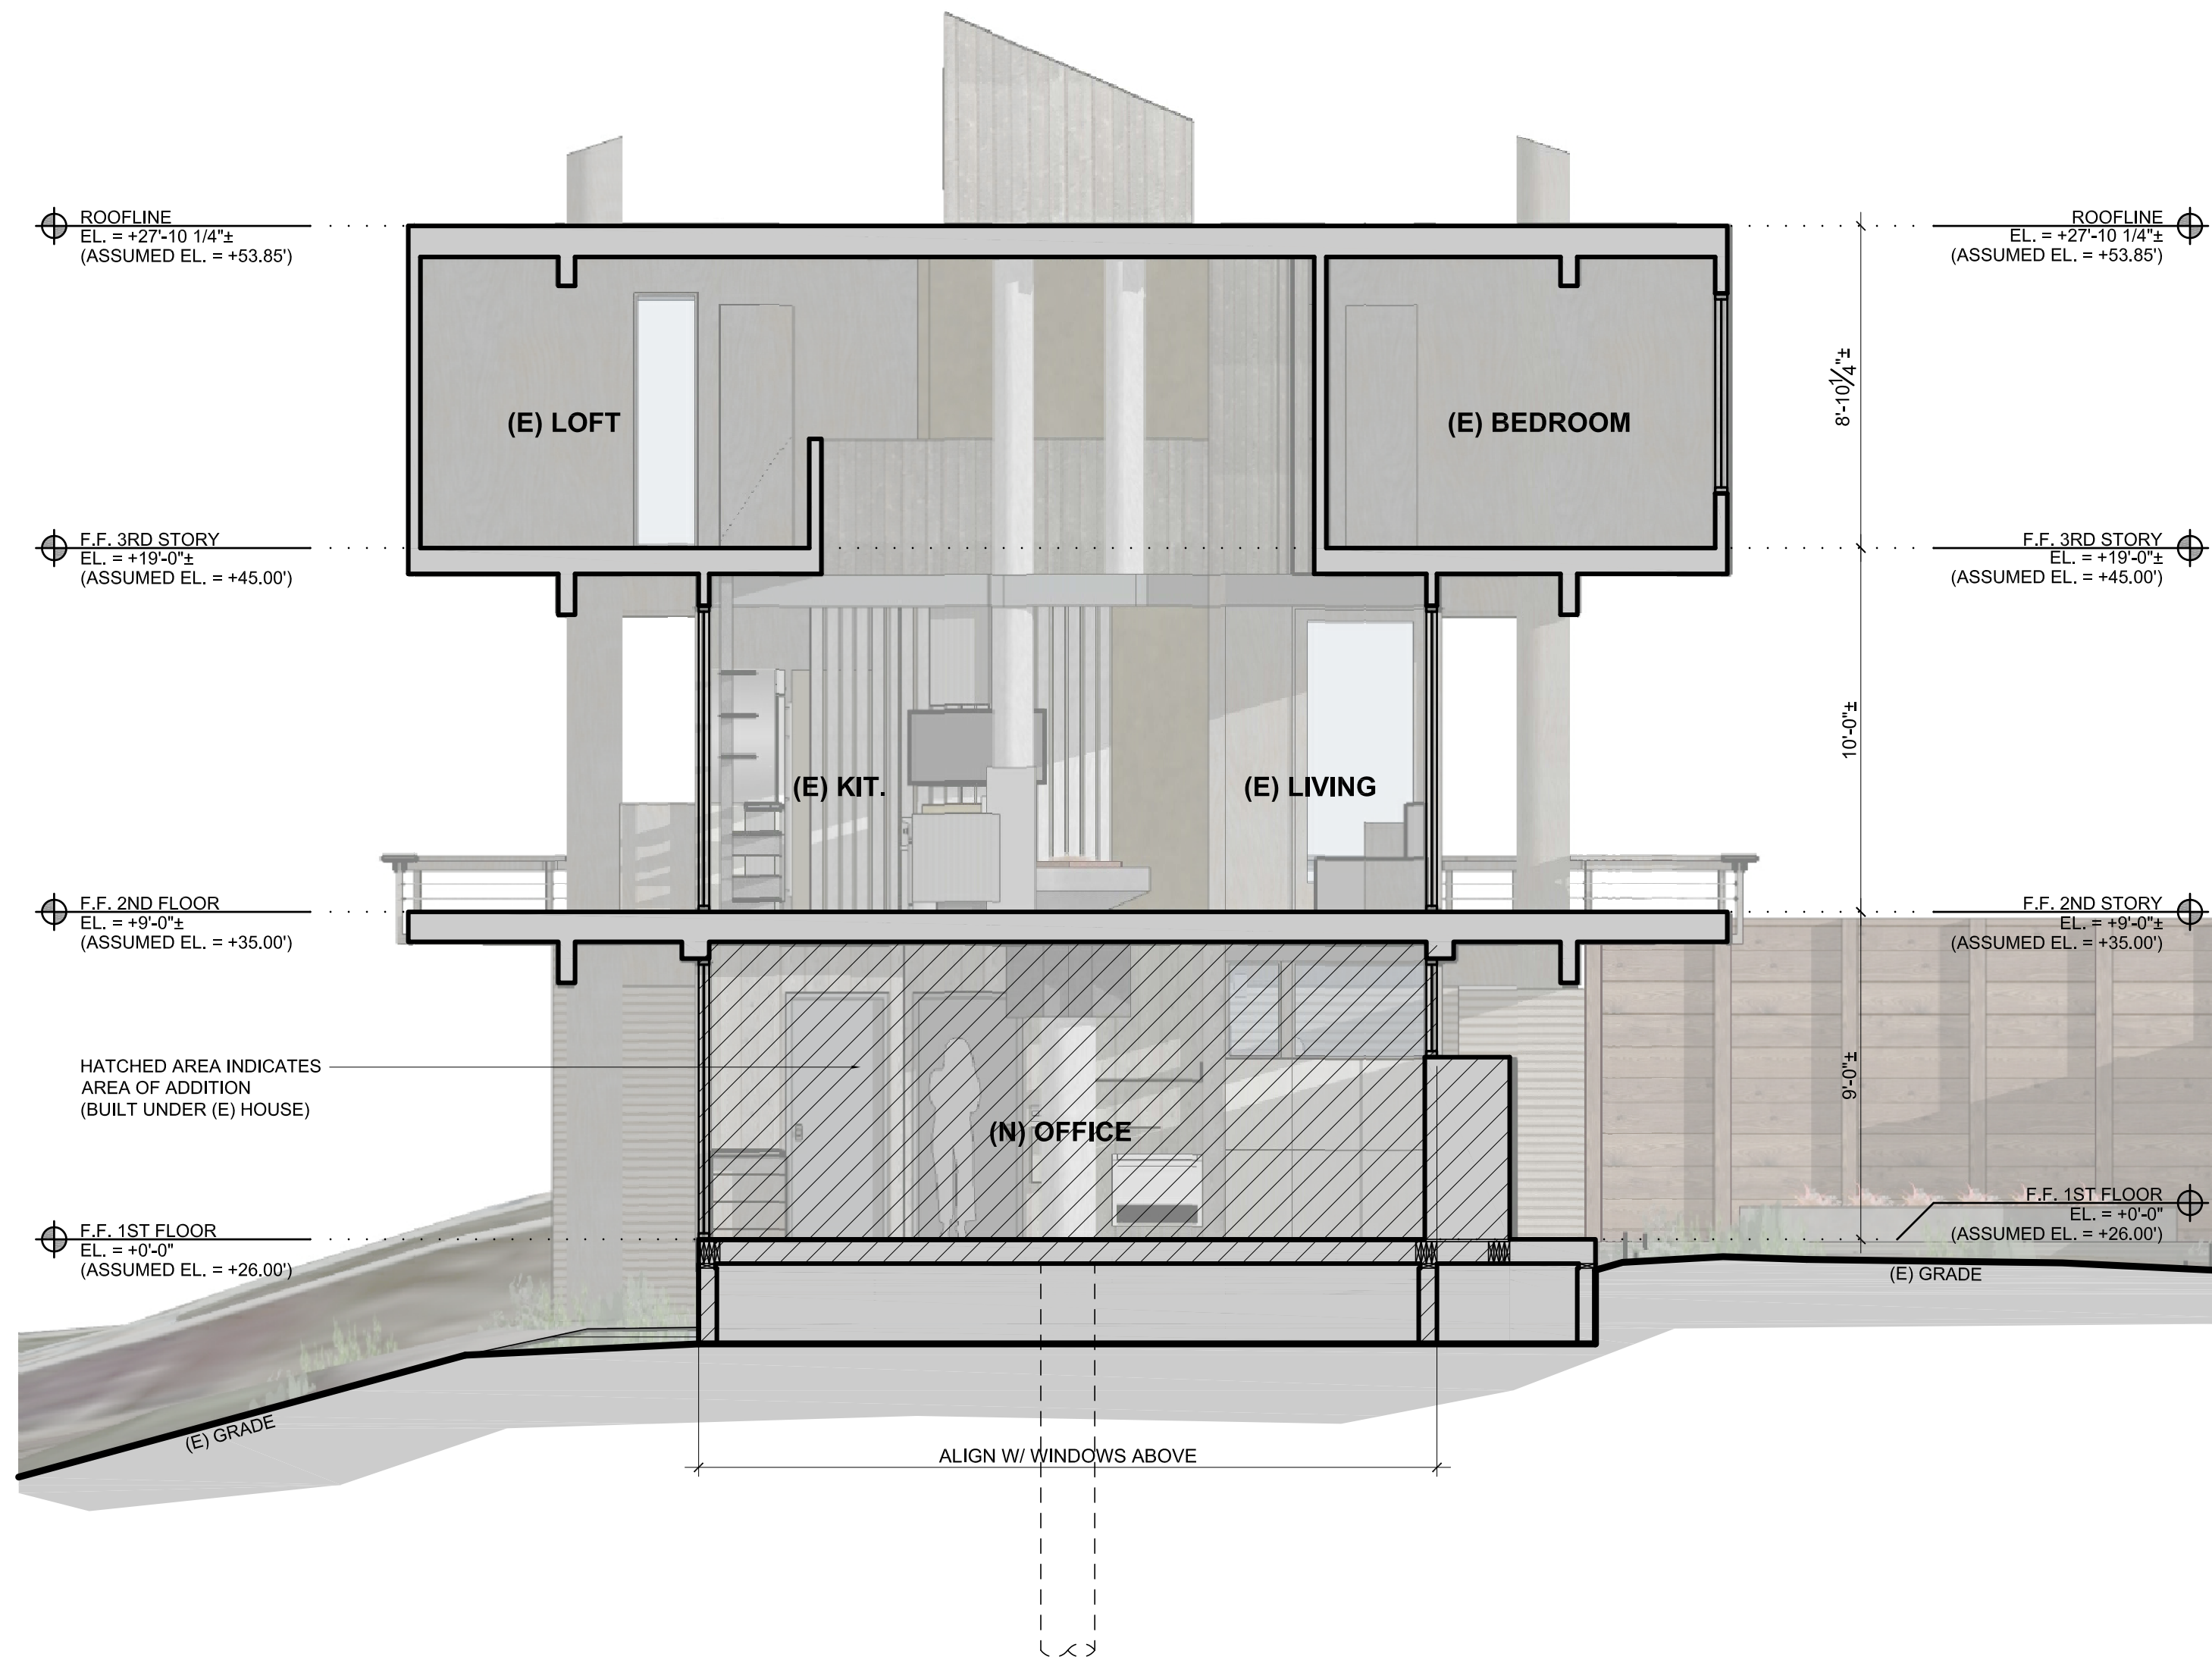 ROOFLINE
EL. = +27'-10 1/4"±
(ASSUMED EL. = +53.85')
ROOFLINE
EL. = +27'-10 1/4"±
(ASSUMED EL. = +53.85')
8'-10 1/4"±
(E) LOFT
(E) BEDROOM
F.F. 3RD STORY
EL. = +19'-0"±
(ASSUMED EL. = +45.00')
F.F. 3RD STORY
EL. = +19'-0"±
(ASSUMED EL. = +45.00')
10'-0"±
(E) KIT.
(E) LIVING
F.F. 2ND FLOOR
EL. = +9'-0"±
(ASSUMED EL. = +35.00')
F.F. 2ND STORY
EL. = +9'-0"±
(ASSUMED EL. = +35.00')
HATCHED AREA INDICATES
AREA OF ADDITION
(BUILT UNDER (E) HOUSE)
9'-0"±
(N) OFFICE
F.F. 1ST FLOOR
EL. = +0'-0"
(ASSUMED EL. = +26.00')
F.F. 1ST FLOOR
EL. = +0'-0"
(ASSUMED EL. = +26.00')
(E) GRADE
(E) GRADE
ALIGN W/ WINDOWS ABOVE